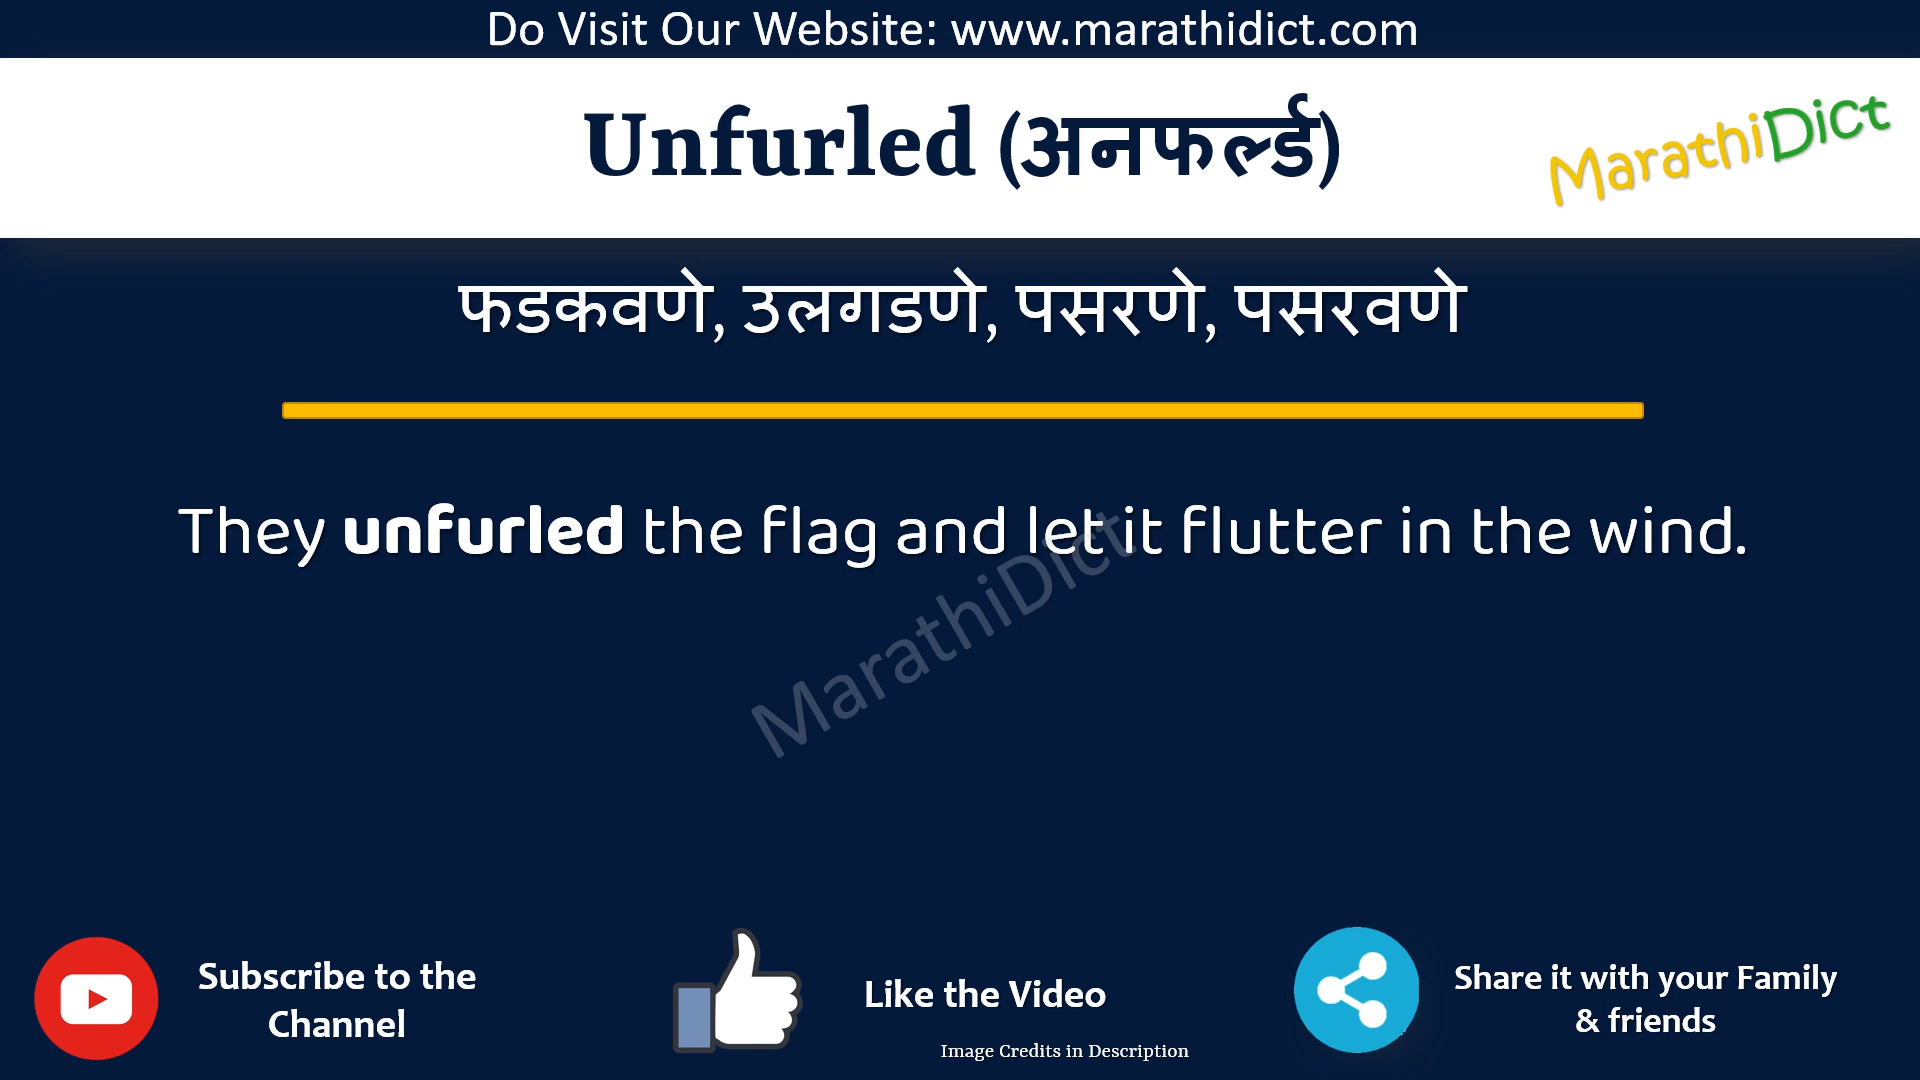 Do Visit Our Website: www.marathidict.com
Unfurled (अनफर्ल्ड)
MarathiDict
फडकवणे, उलगडणे, पसरणे, पसरवणे
They unfurled the flag and let it flutter in the wind.
MarathiDict
Subscribe to the
Channel
Like the Video
Share it with your Family
& friends
Image Credits in Description